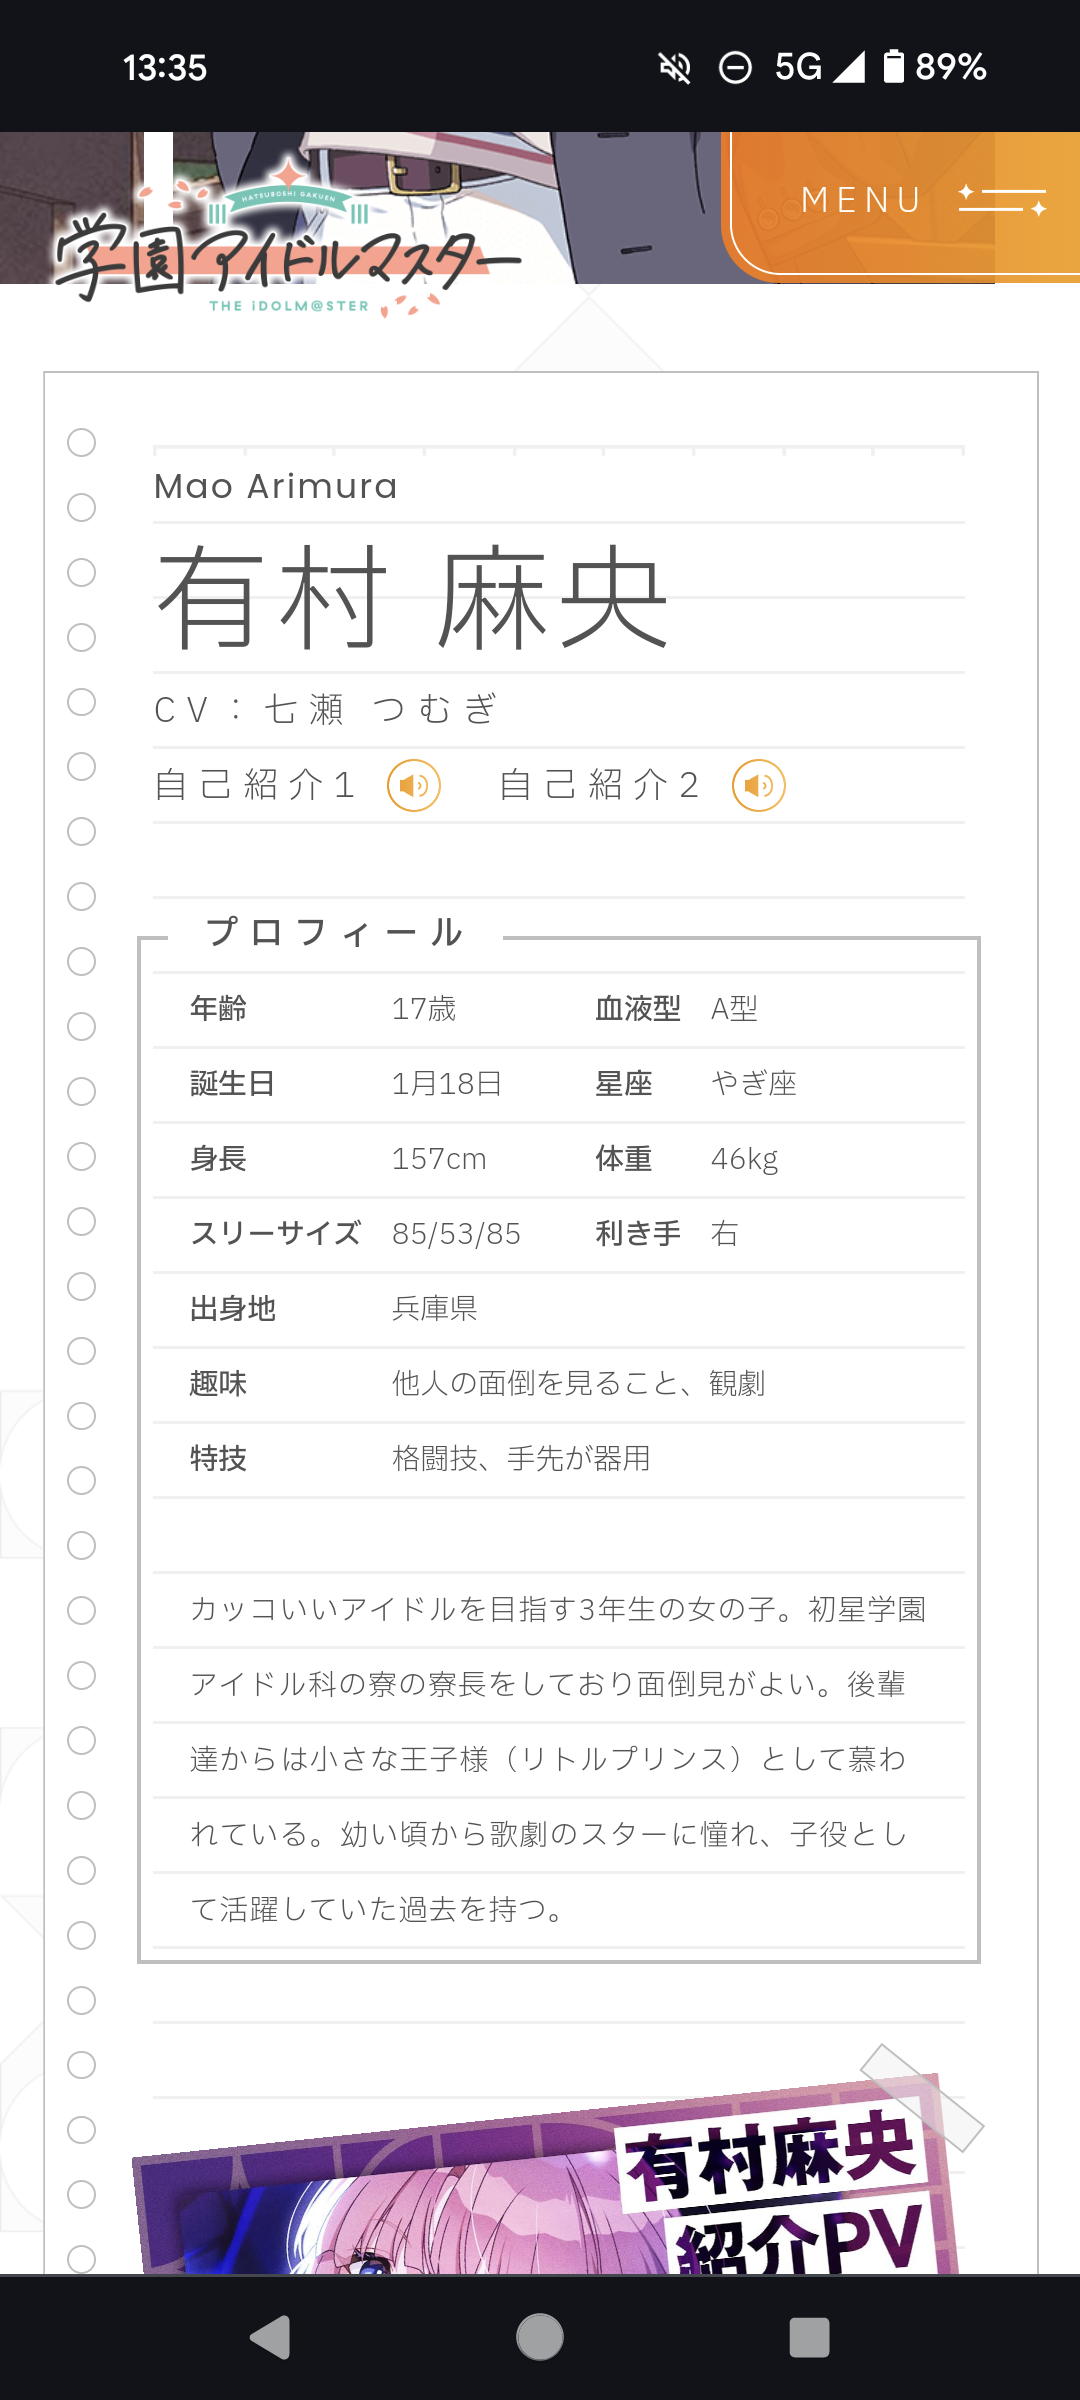 13:35 5G 89%
HATSUBOSHI GAKUEN
学園アイドルマスター
THE iDOLM@STER
MENU
Mao Arimura
有村 麻央
CV：七瀬 つむぎ
自己紹介1 自己紹介2
プロフィール
年齢 17歳 血液型 A型
誕生日 1月18日 星座 やぎ座
身長 157cm 体重 46kg
スリーサイズ 85/53/85 利き手 右
出身地 兵庫県
趣味 他人の面倒を見ること、観劇
特技 格闘技、手先が器用
カッコいいアイドルを目指す3年生の女の子。初星学園
アイドル科の寮の寮長をしており面倒見がよい。後輩
達からは小さな王子様（リトルプリンス）として慕わ
れている。幼い頃から歌劇のスターに憧れ、子役とし
て活躍していた過去を持つ。
有村麻央
紹介PV